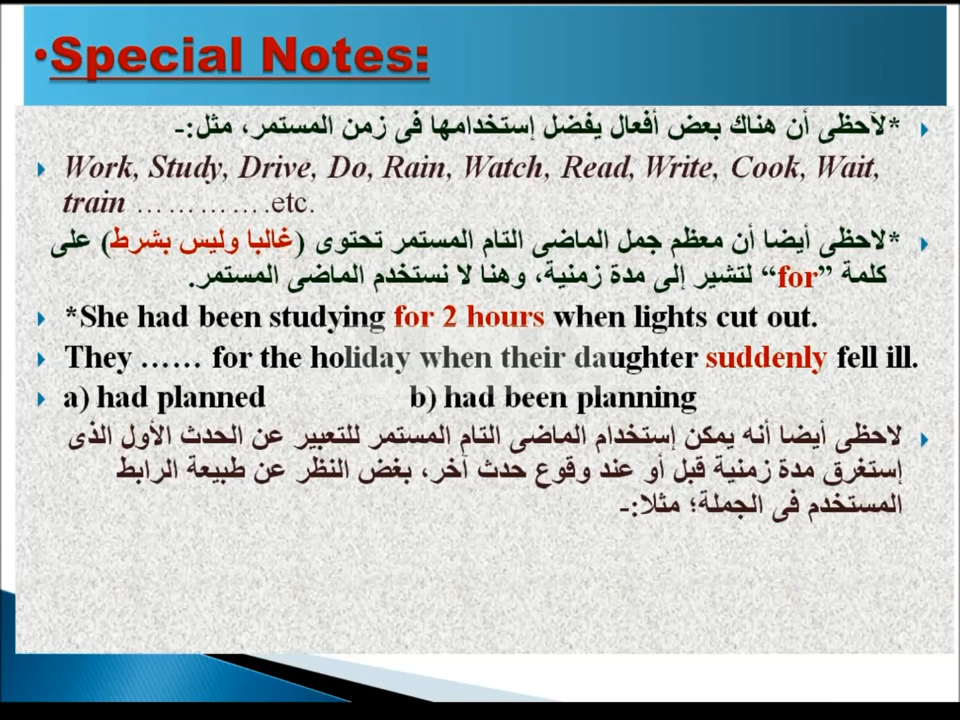 •Special Notes:
*لآحظى أن هناك بعض أفعال يفضل إستخدامها فى زمن المستمر، مثل:-
Work, Study, Drive, Do, Rain, Watch, Read, Write, Cook, Wait,
train ………….etc.
*لاحظى أيضا أن معظم جمل الماضى التام المستمر تحتوى (غالبا وليس بشرط) على
كلمة “for” لتشير إلى مدة زمنية، وهنا لا نستخدم الماضى المستمر.
*She had been studying for 2 hours when lights cut out.
They …… for the holiday when their daughter suddenly fell ill.
a) had planned b) had been planning
لاحظى أيضا أنه يمكن إستخدام الماضى التام المستمر للتعبير عن الحدث الأول الذى
إستغرق مدة زمنية قبل أو عند وقوع حدث آخر، بغض النظر عن طبيعة الرابط
المستخدم فى الجملة؛ مثلا:-